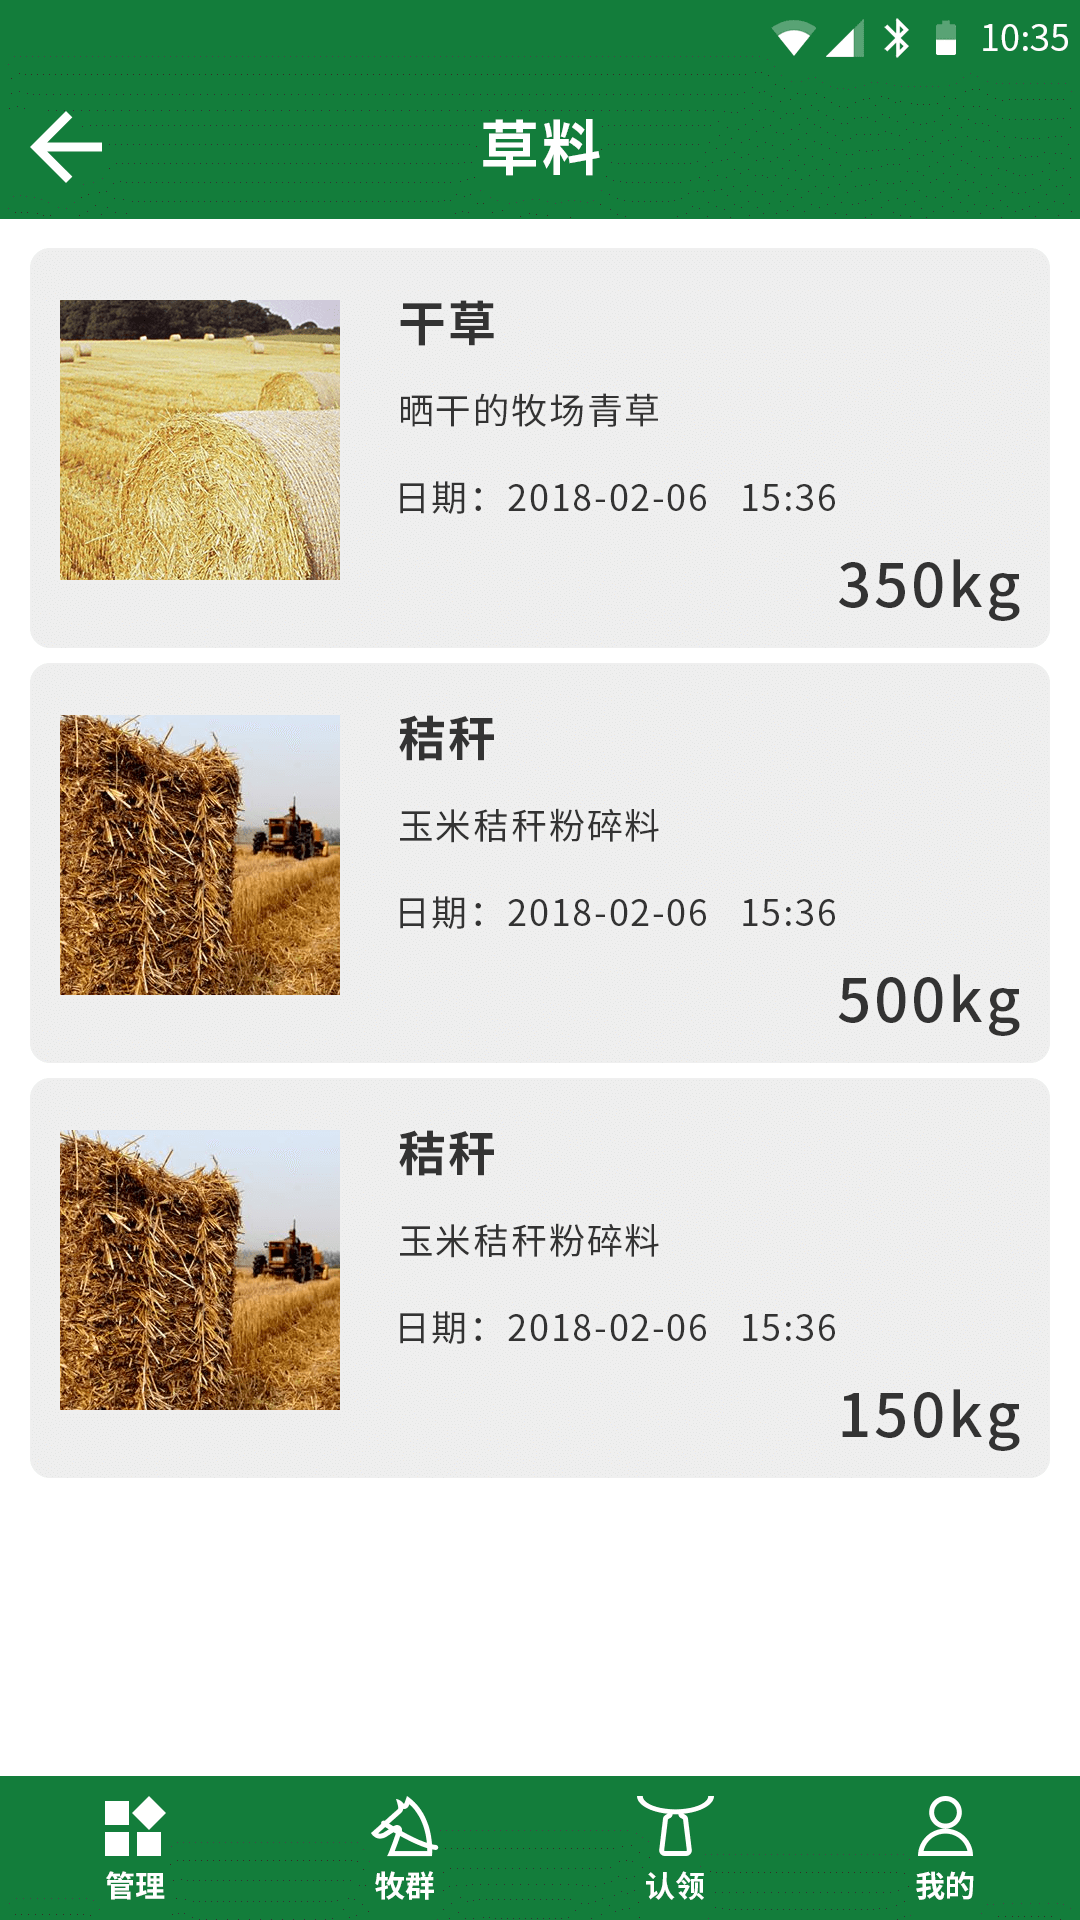 10:35
草料
干草
晒干的牧场青草
日期：2018-02-06 15:36
350kg
秸秆
玉米秸秆粉碎料
日期：2018-02-06 15:36
500kg
秸秆
玉米秸秆粉碎料
日期：2018-02-06 15:36
150kg
管理 牧群 认领 我的